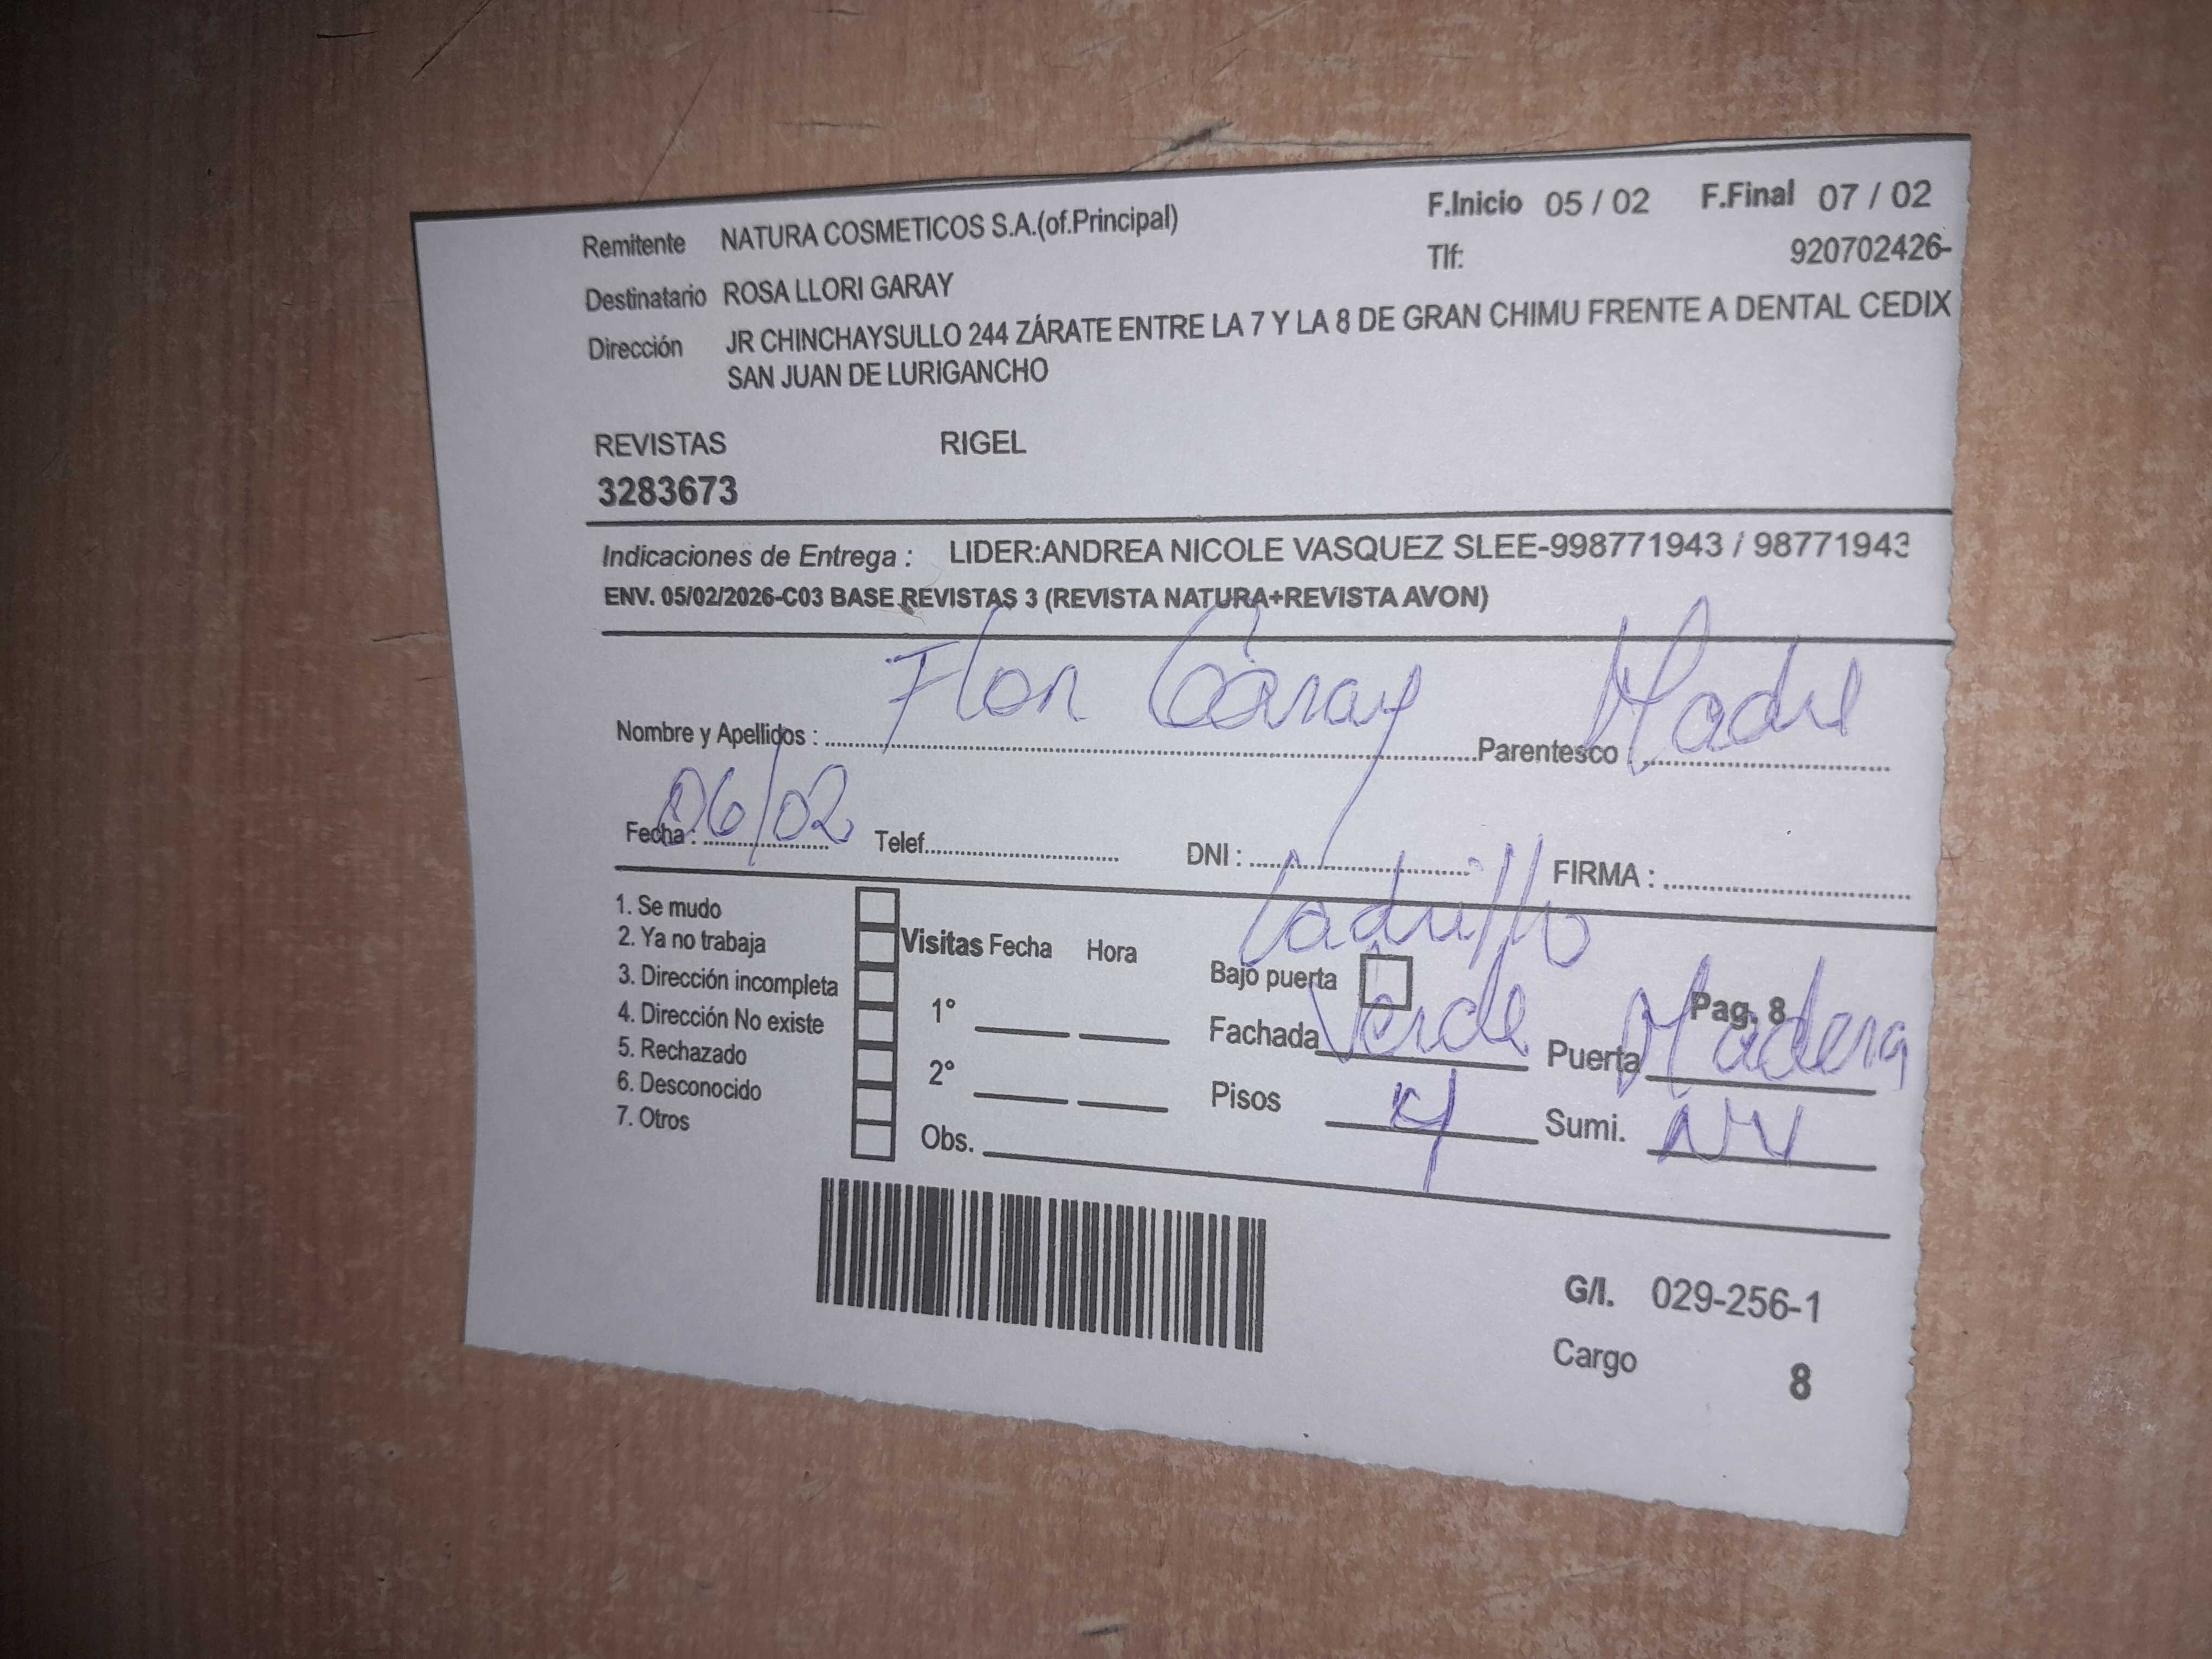 F.Inicio 05 / 02 F.Final 07 / 02
Remitente NATURA COSMETICOS S.A.(of.Principal)
Tlf: 920702426-
Destinatario ROSA LLORI GARAY
Dirección JR CHINCHAYSULLO 244 ZÁRATE ENTRE LA 7 Y LA 8 DE GRAN CHIMU FRENTE A DENTAL CEDIX
SAN JUAN DE LURIGANCHO
REVISTAS RIGEL
3283673
Indicaciones de Entrega : LIDER:ANDREA NICOLE VASQUEZ SLEE-998771943 / 98771943
ENV. 05/02/2026-C03 BASE REVISTAS 3 (REVISTA NATURA+REVISTA AVON)
Nombre y Apellidos : Flor Garay Parentesco Madre
Fecha : 06/02 Telef. DNI : FIRMA :
1. Se mudo
2. Ya no trabaja
3. Dirección incompleta
4. Dirección No existe
5. Rechazado
6. Desconocido
7. Otros
Visitas Fecha Hora
1°
2°
Obs.
Ladrillo
Bajo puerta
Pag. 8
Fachada Verde Puerta Madera
Pisos 4 Sumi. NV
G/I. 029-256-1
Cargo 8